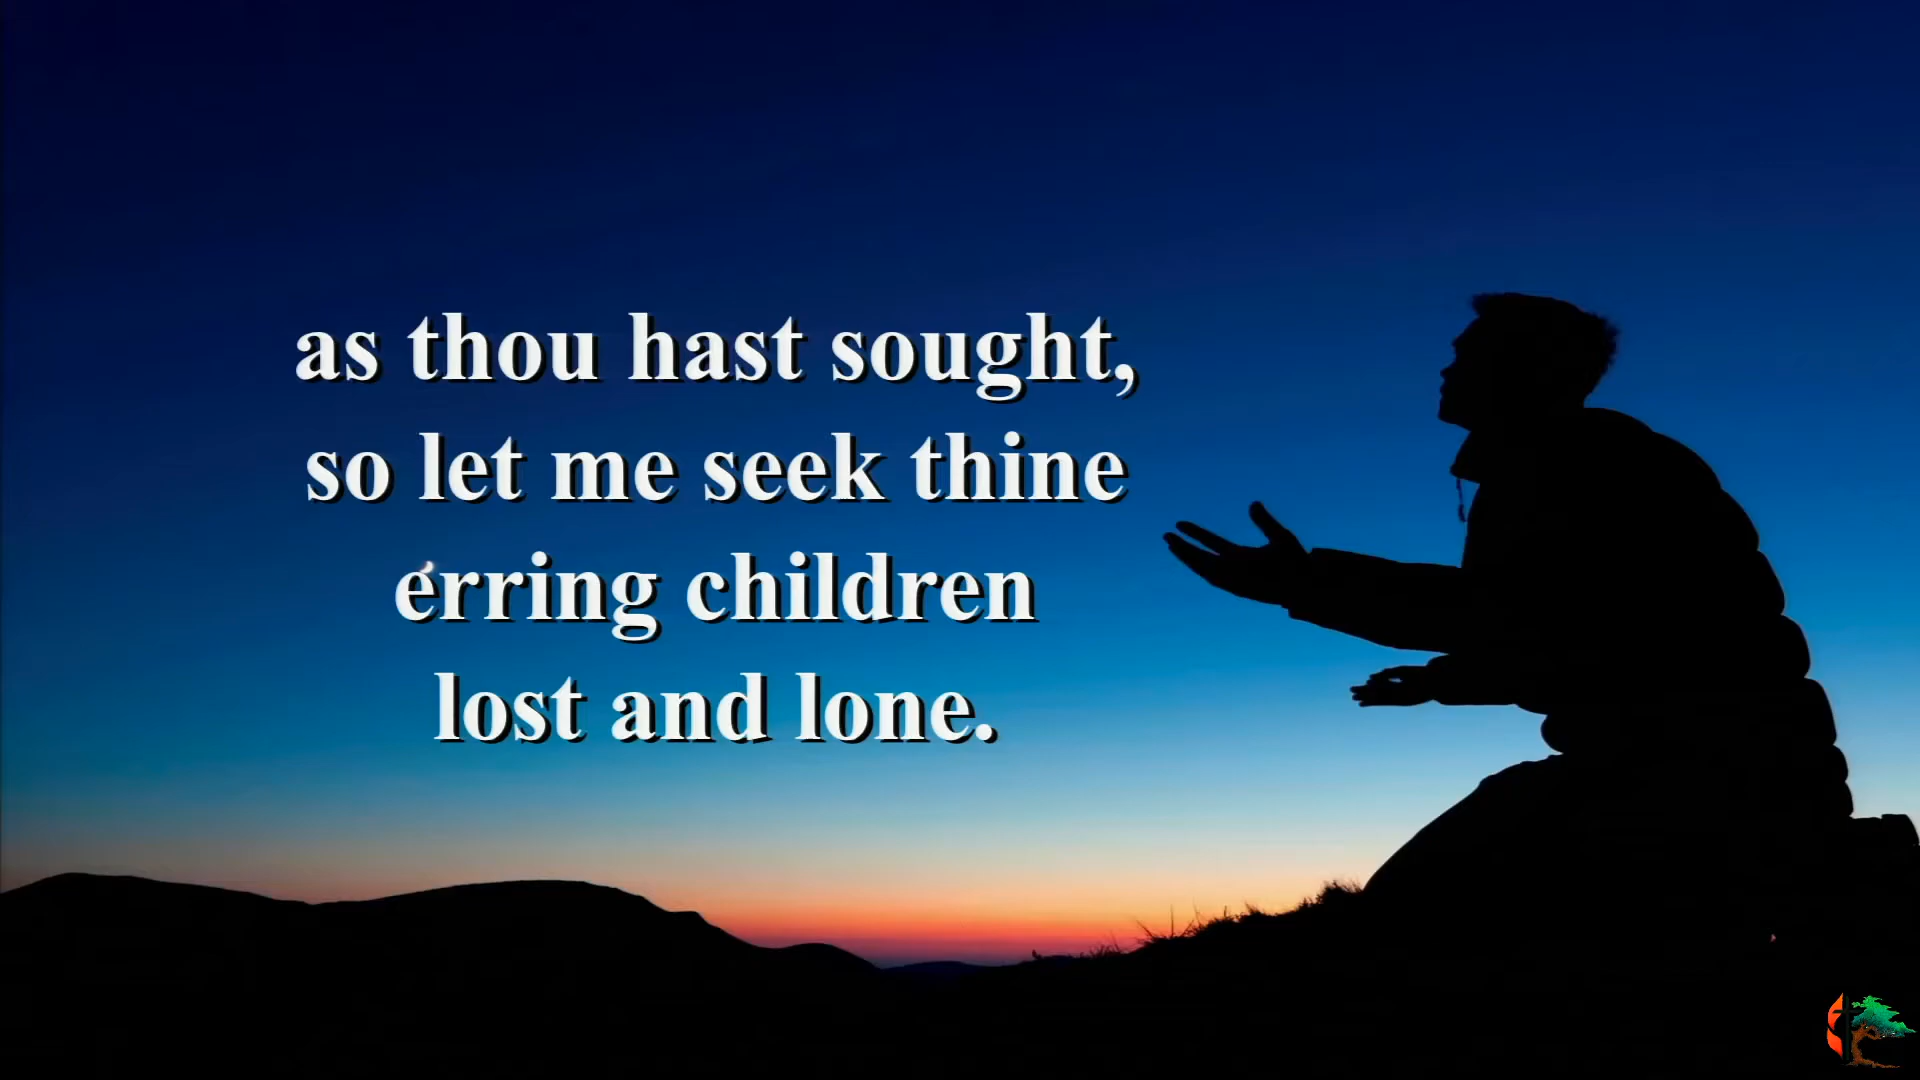 as thou hast sought,
so let me seek thine
erring children
lost and lone.